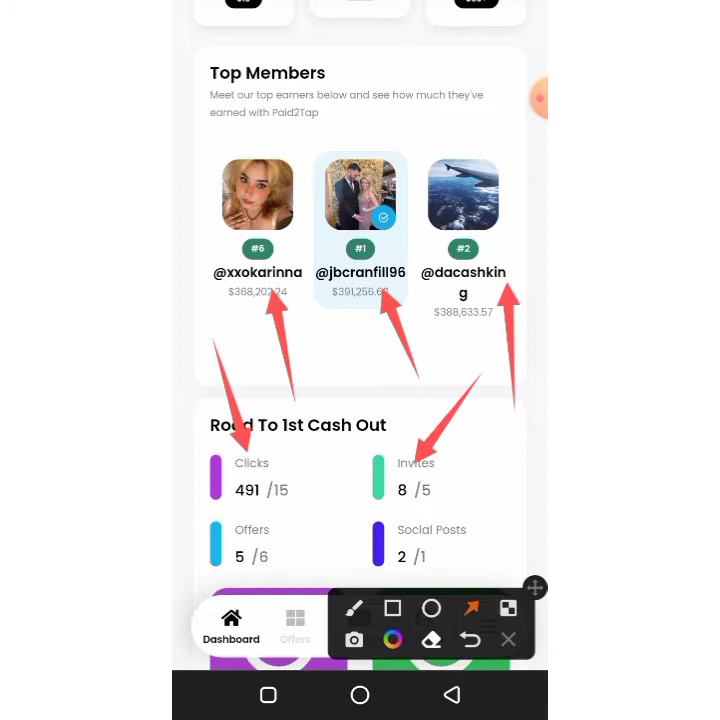 Top Members
Meet our top earners below and see how much they've
earned with Paid2Tap
#6
#1
#2
@xxokarinna
@jbcranfill96
@dacashkin
g
$368,202.24
$388,633.57
Road To 1st Cash Out
Clicks
Invites
491 /15
8 /5
Offers
Social Posts
5 /6
2 /1
Dashboard
Offers